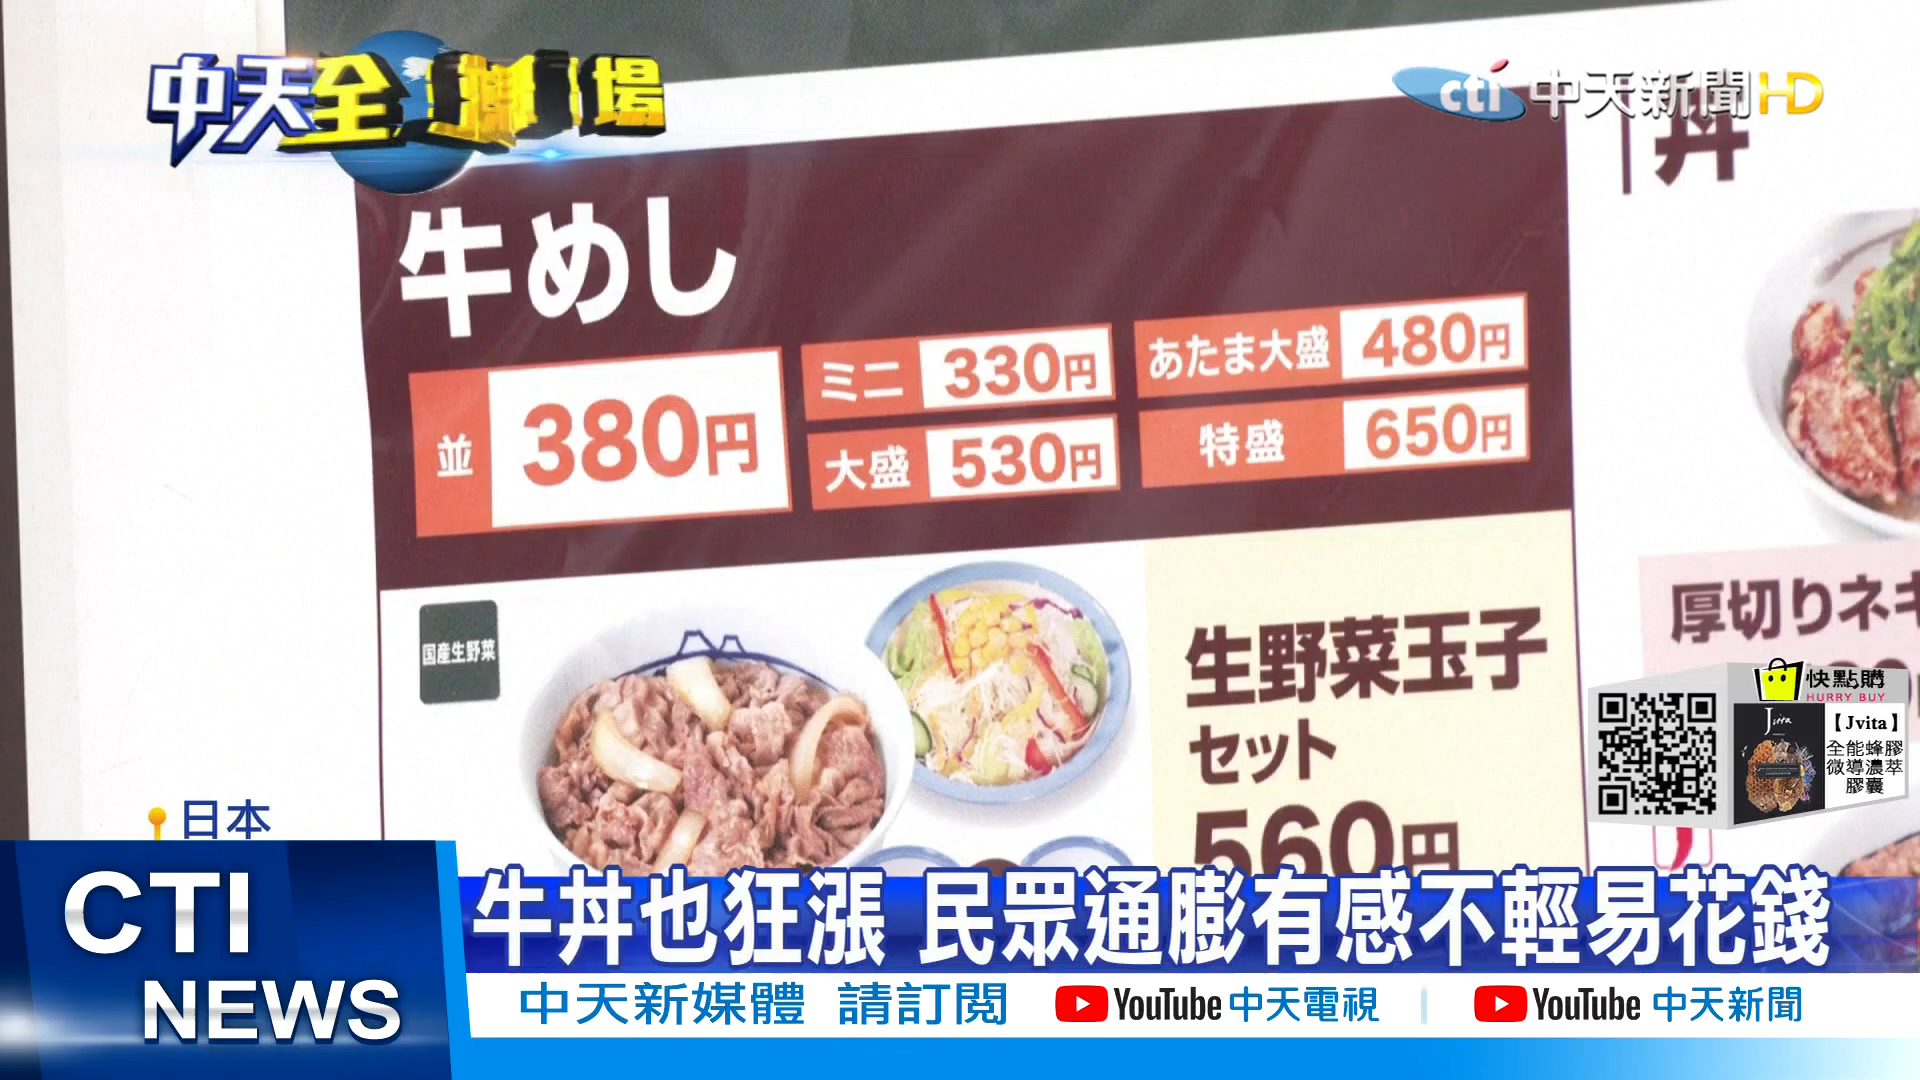 中天全
cti 中天新聞HD
丼
牛めし
並 380円
ミニ 330円
あたま大盛 480円
大盛 530円
特盛 650円
国産生野菜
生野菜玉子
セット
560円
厚切りネギ
快點購
HURRY BUY
Jvita
【Jvita】
全能蜂膠
微導濃萃
膠囊
日本
CTI
NEWS
牛丼也狂漲 民眾通膨有感不輕易花錢
中天新媒體 請訂閱 YouTube 中天電視 | YouTube 中天新聞